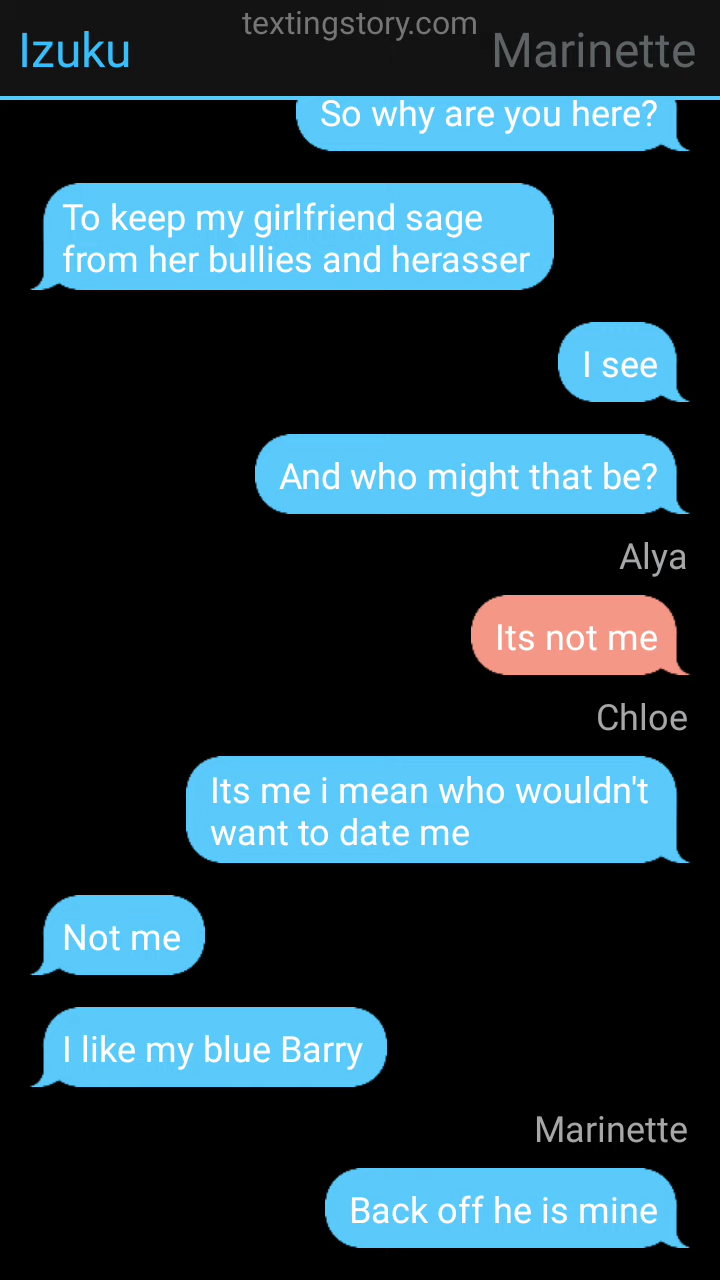 textingstory.com
Izuku
Marinette
So why are you here?
To keep my girlfriend sage
from her bullies and herasser
I see
And who might that be?
Alya
Its not me
Chloe
Its me i mean who wouldn't
want to date me
Not me
I like my blue Barry
Marinette
Back off he is mine